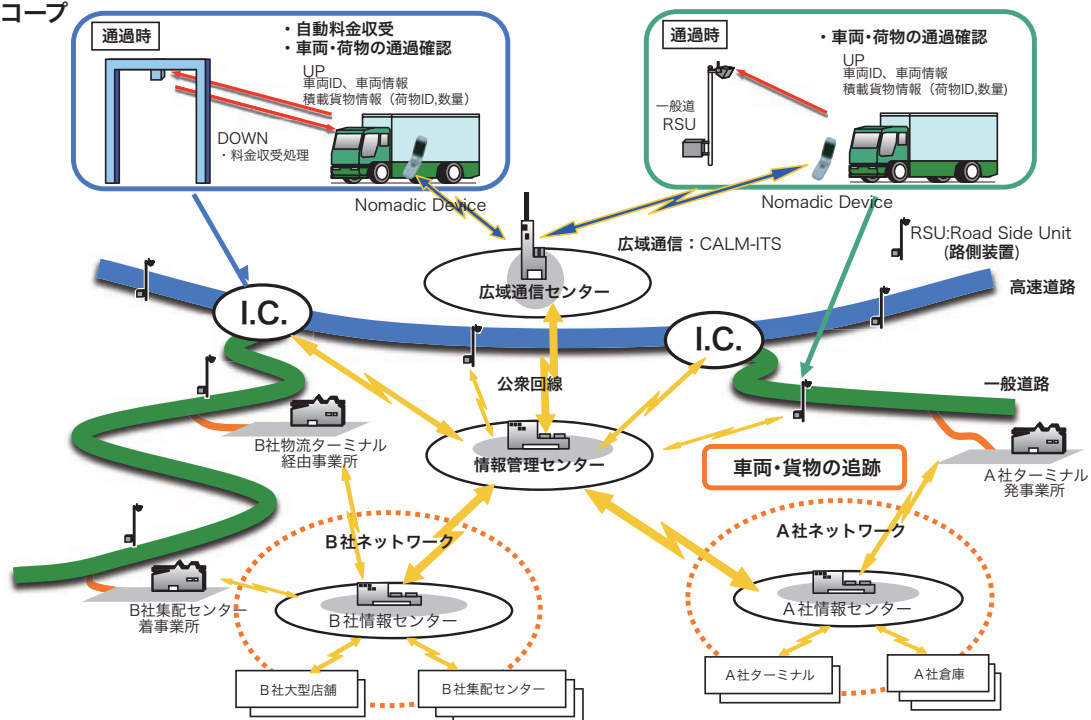 コープ
通過時
・自動料金収受
・車両・荷物の通過確認
UP
車両ID、車両情報
積載貨物情報（荷物ID,数量）
DOWN
・料金収受処理
Nomadic Device
通過時
・車両・荷物の通過確認
UP
車両ID、車両情報
積載貨物情報（荷物ID,数量)
一般道
RSU
Nomadic Device
RSU:Road Side Unit
(路側装置)
広域通信：CALM-ITS
広域通信センター
高速道路
I.C.
I.C.
公衆回線
一般道路
B社物流ターミナル
経由事業所
情報管理センター
車両・貨物の追跡
A社ターミナル
発事業所
B社ネットワーク
A社ネットワーク
B社集配センター
着事業所
B社情報センター
A社情報センター
B社大型店舗
B社集配センター
A社ターミナル
A社倉庫